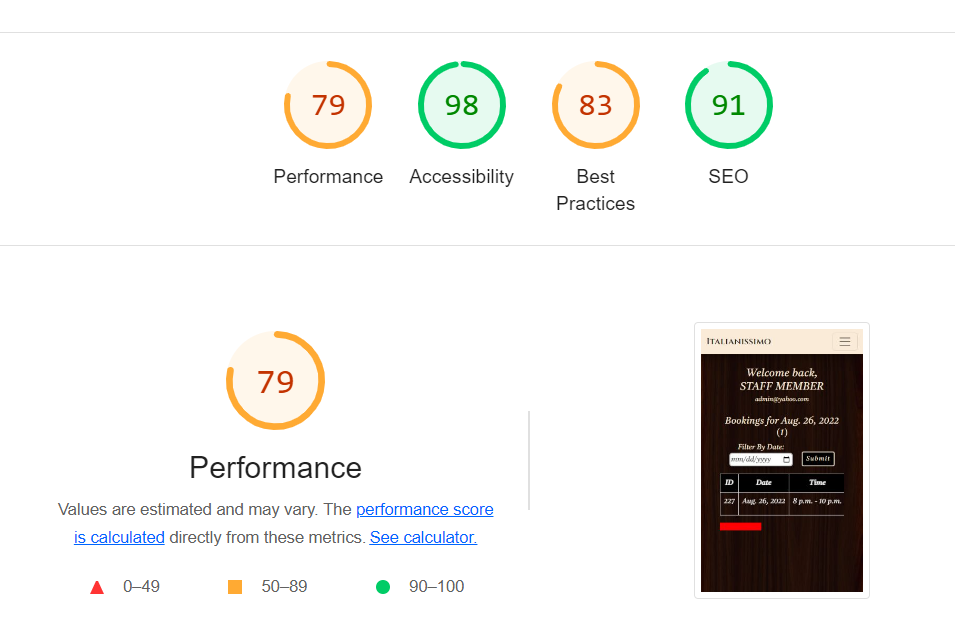 79
98
83
91
Performance
Accessibility
Best
Practices
SEO
79
Performance
Values are estimated and may vary. The performance score
is calculated directly from these metrics. See calculator.
0–49
50–89
90–100
Italianissimo
Welcome back,
STAFF MEMBER
admin@yahoo.com
Bookings for Aug. 26, 2022
(1)
Filter By Date:
mm/dd/yyyy Submit
ID Date Time
227 Aug. 26, 2022 8 p.m. - 10 p.m.